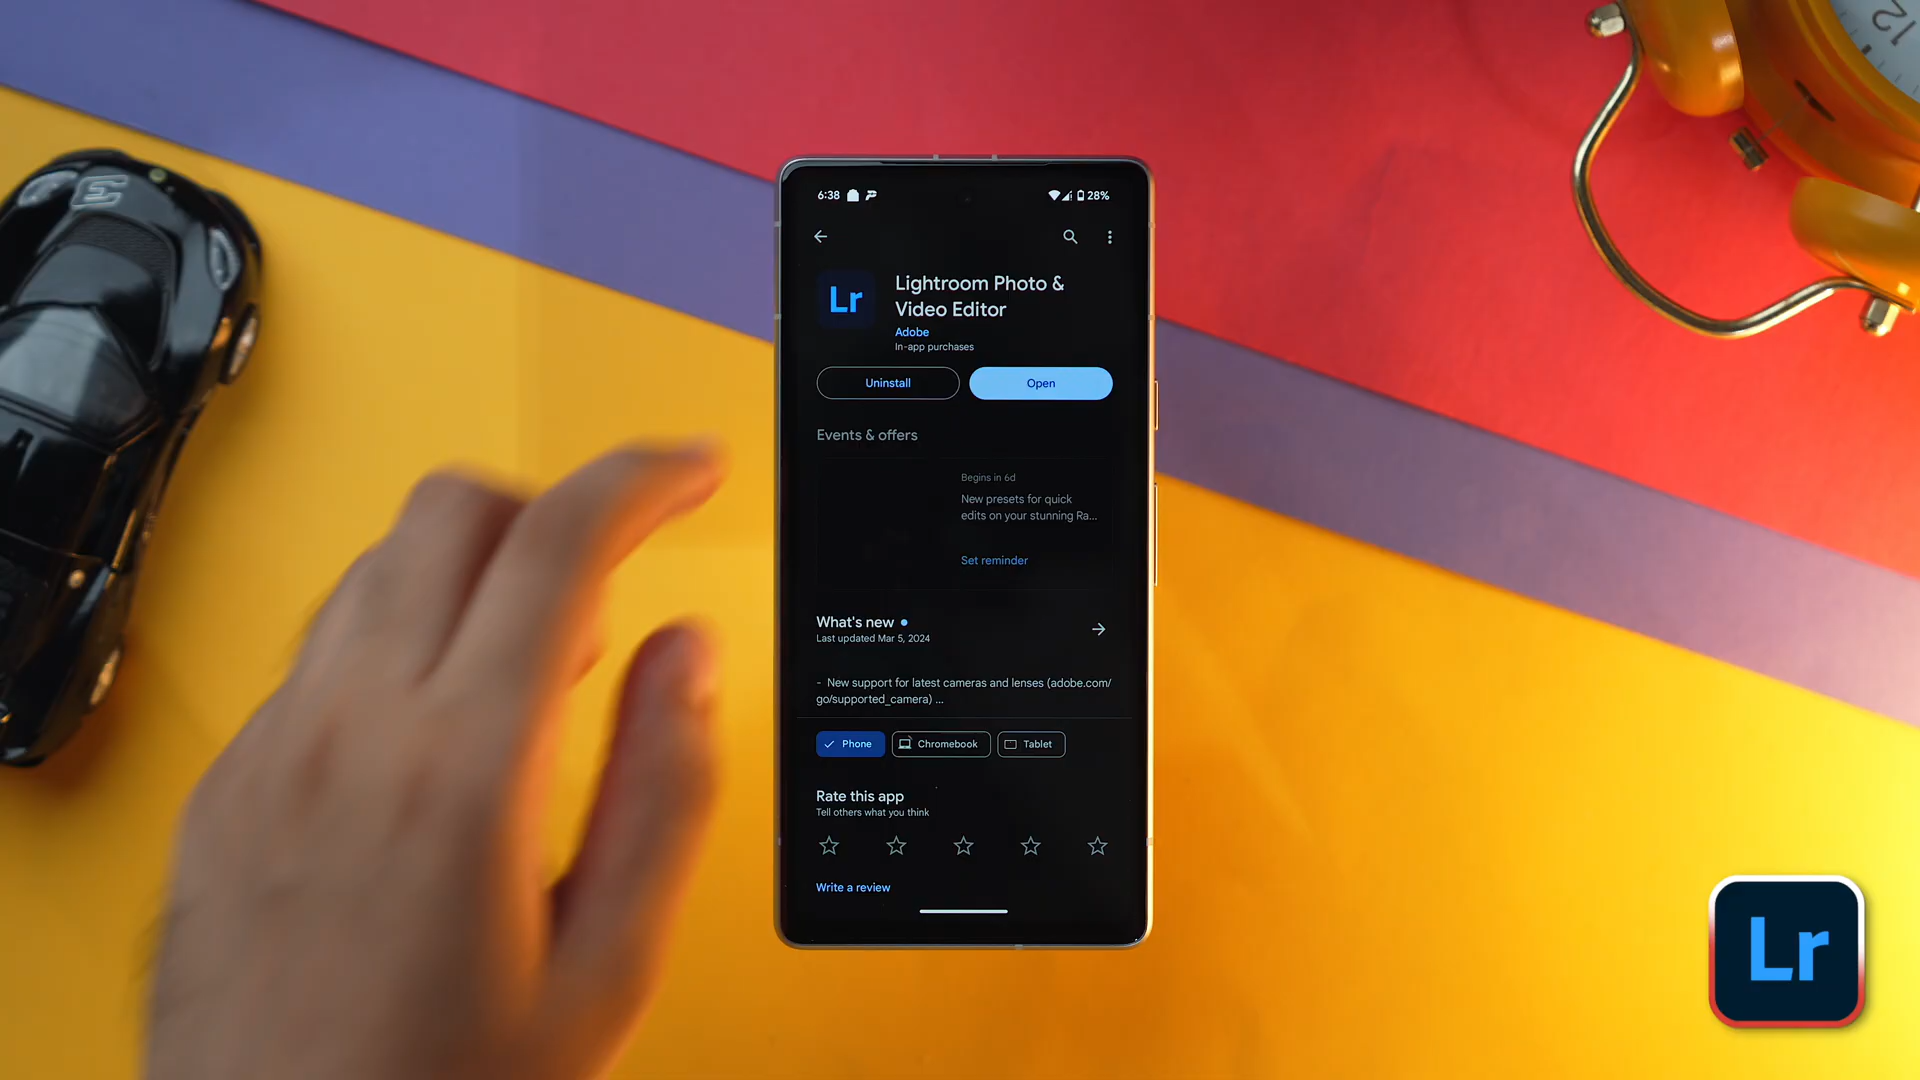 6:38
28%
Lightroom Photo &
Video Editor
Adobe
In-app purchases
Lr
Uninstall
Open
Events & offers
Begins in 6d
New presets for quick
edits on your stunning Ra...
Set reminder
What's new
Last updated Mar 5, 2024
- New support for latest cameras and lenses (adobe.com/
go/supported_camera) ...
Phone
Chromebook
Tablet
Rate this app
Tell others what you think
Write a review
Lr
12
3